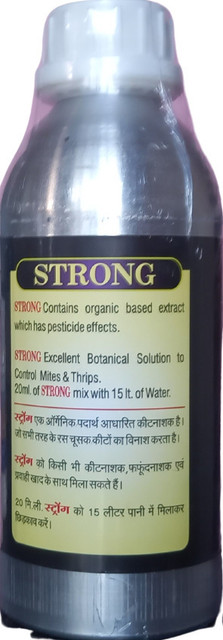 STRONG
STRONG Contains organic based extract
which has pesticide effects.
STRONG Excellent Botanical Solution to
Control Mites & Thrips.
20ml. of STRONG mix with 15 lt. of Water.
स्ट्रॉंग एक ऑर्गेनिक पदार्थ आधारित कीटनाशक है।
जो सभी तरह के रस चूसक कीटों का विनाश करता है।
स्ट्रॉंग को किसी भी कीटनाशक, फफूंदनाशक एवं
प्रवाही खाद के साथ मिला सकते हैं।
20 मि.ली. स्ट्रॉंग को 15 लीटर पानी में मिलाकर
छिड़काव करें।